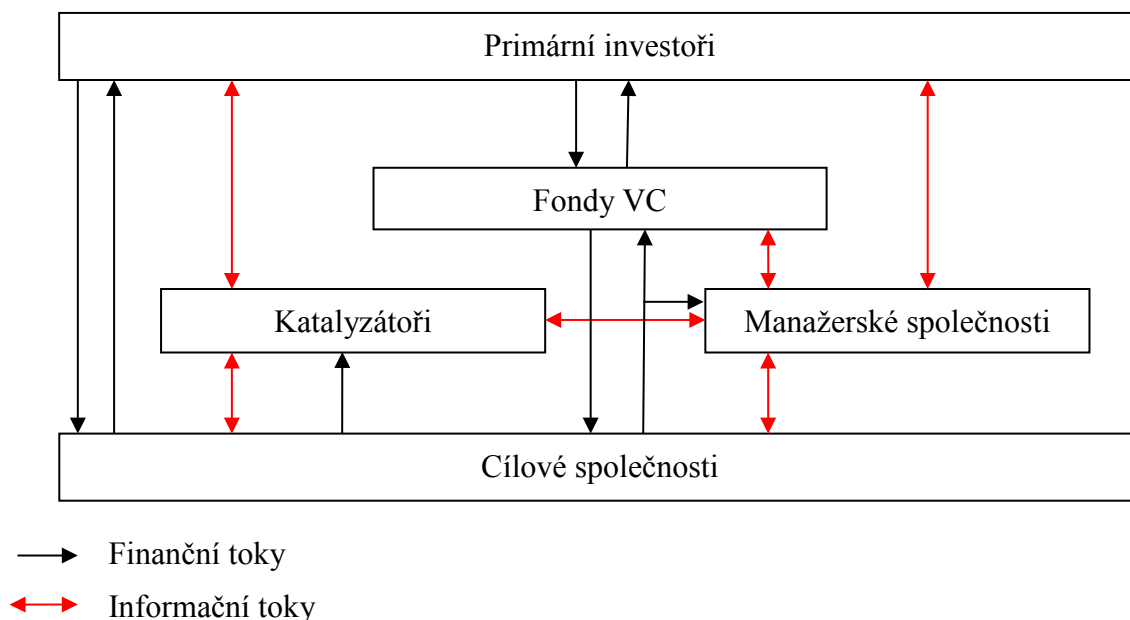 Primární investoři
Fondy VC
Katalyzátoři
Manažerské společnosti
Cílové společnosti
Finanční toky
Informační toky